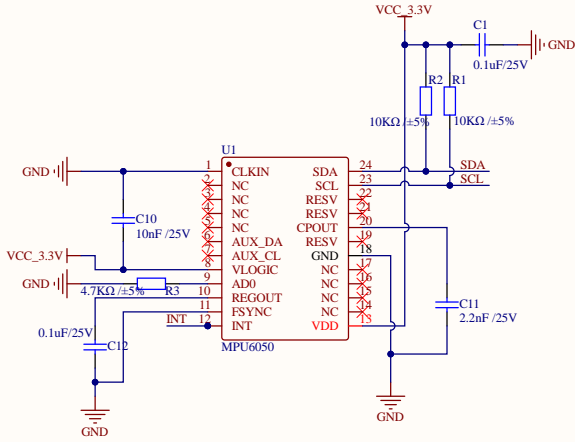 VCC_3.3V
C1
GND
0.1uF/25V
R2 R1
10KΩ/±5% 10KΩ/±5%
U1
GND 1 CLKIN SDA 24 SDA
2 NC SCL 23 SCL
3 NC RESV 22
4 NC RESV 21
5 NC CPOUT 20
6 AUX_DA RESV 19
7 AUX_CL GND 18
8 VLOGIC NC 17
9 AD0 NC 16
10 REGOUT NC 15
11 FSYNC NC 14
INT 12 INT VDD 13
MPU6050
C10
10nF/25V
VCC_3.3V
GND
4.7KΩ/±5% R3
0.1uF/25V
C12
GND
C11
2.2nF/25V
GND